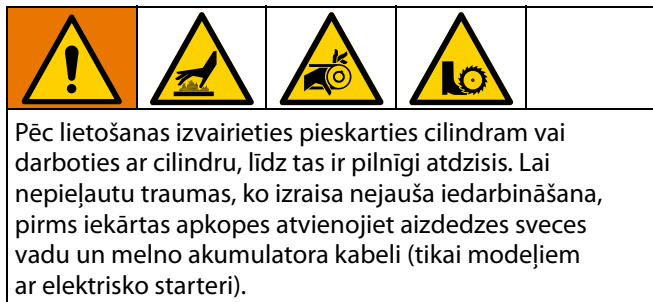 Pēc lietošanas izvairieties pieskarties cilindram vai
darboties ar cilindru, līdz tas ir pilnīgi atdzisis. Lai
nepieļautu traumas, ko izraisa nejauša iedarbināšana,
pirms iekārtas apkopes atvienojiet aizdedzes sveces
vadu un melno akumulatora kabeli (tikai modeļiem
ar elektrisko starteri).